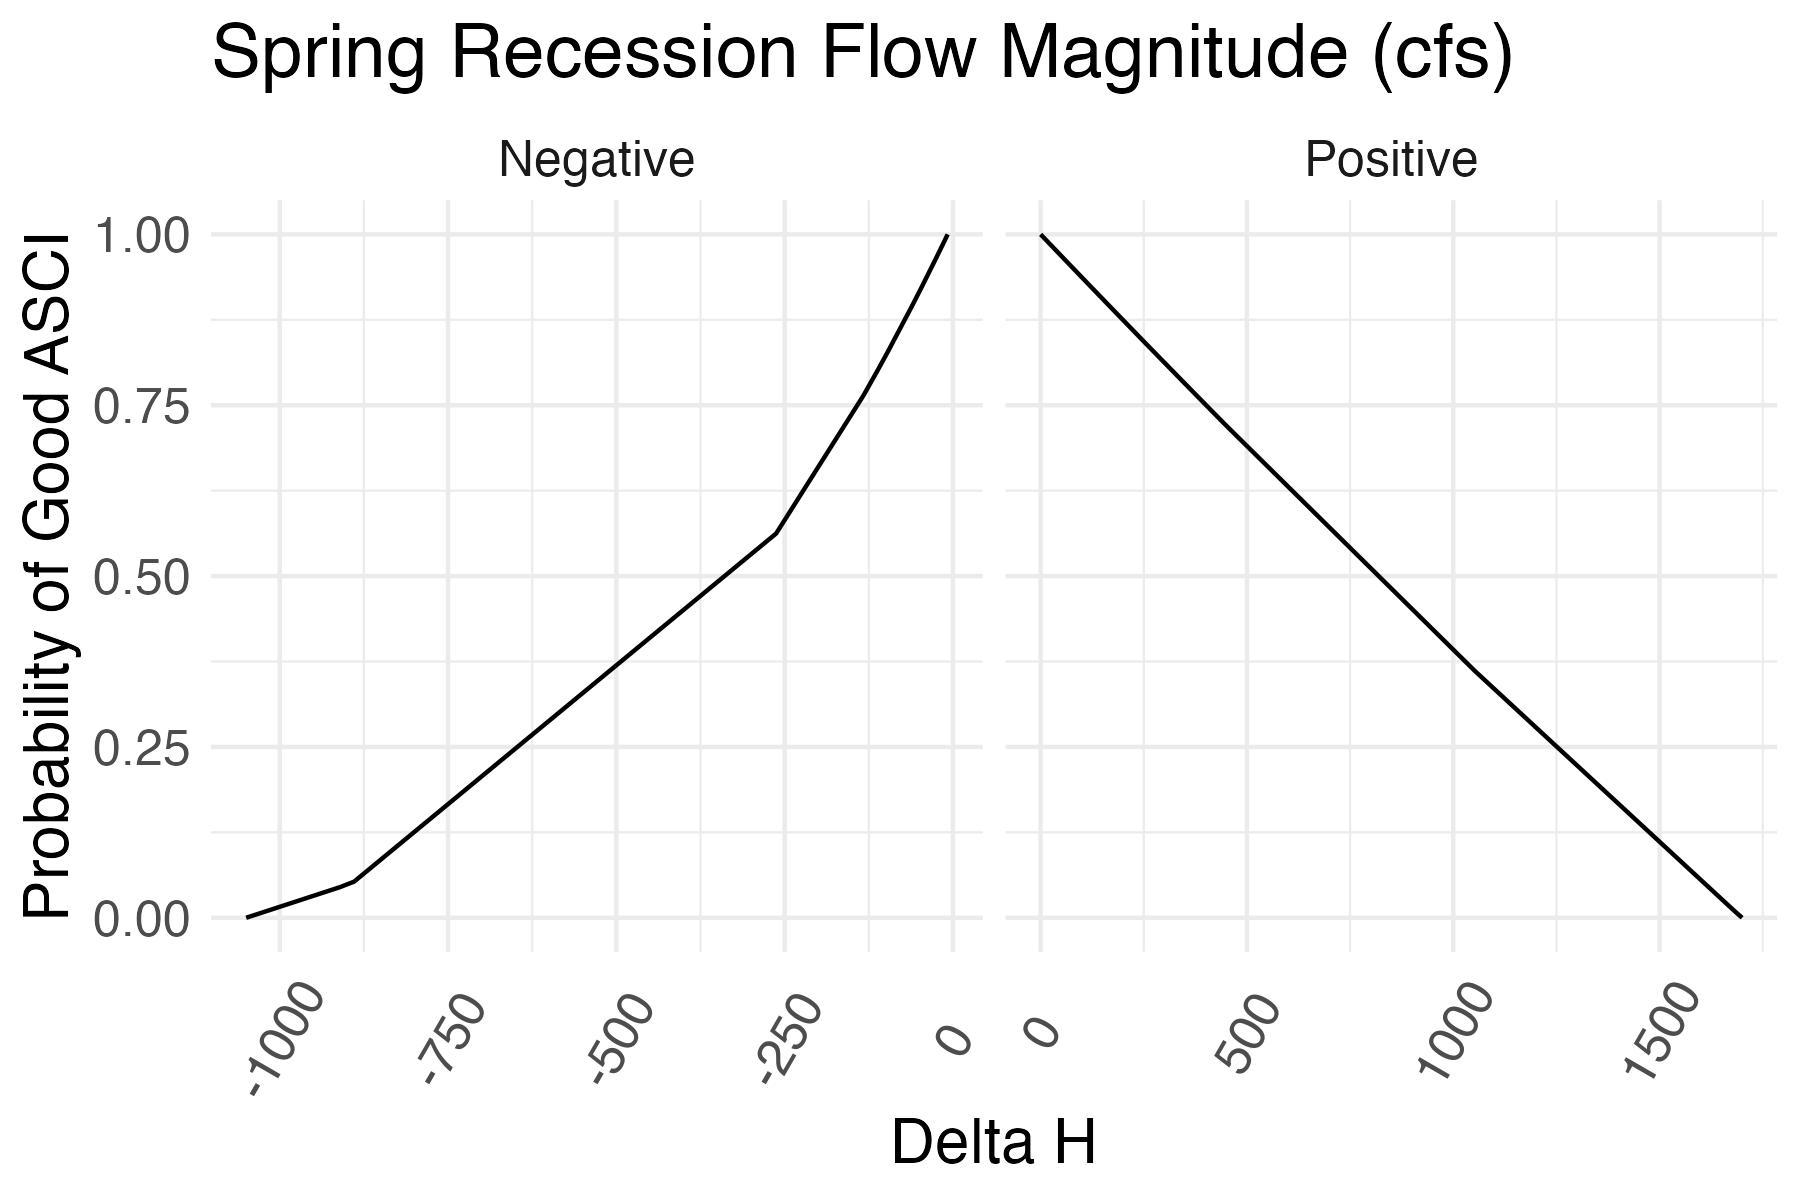 Spring Recession Flow Magnitude (cfs)
Negative
Positive
Probability of Good ASCI
1.00
0.75
0.50
0.25
0.00
-1000
-750
-500
-250
0
0
500
1000
1500
Delta H